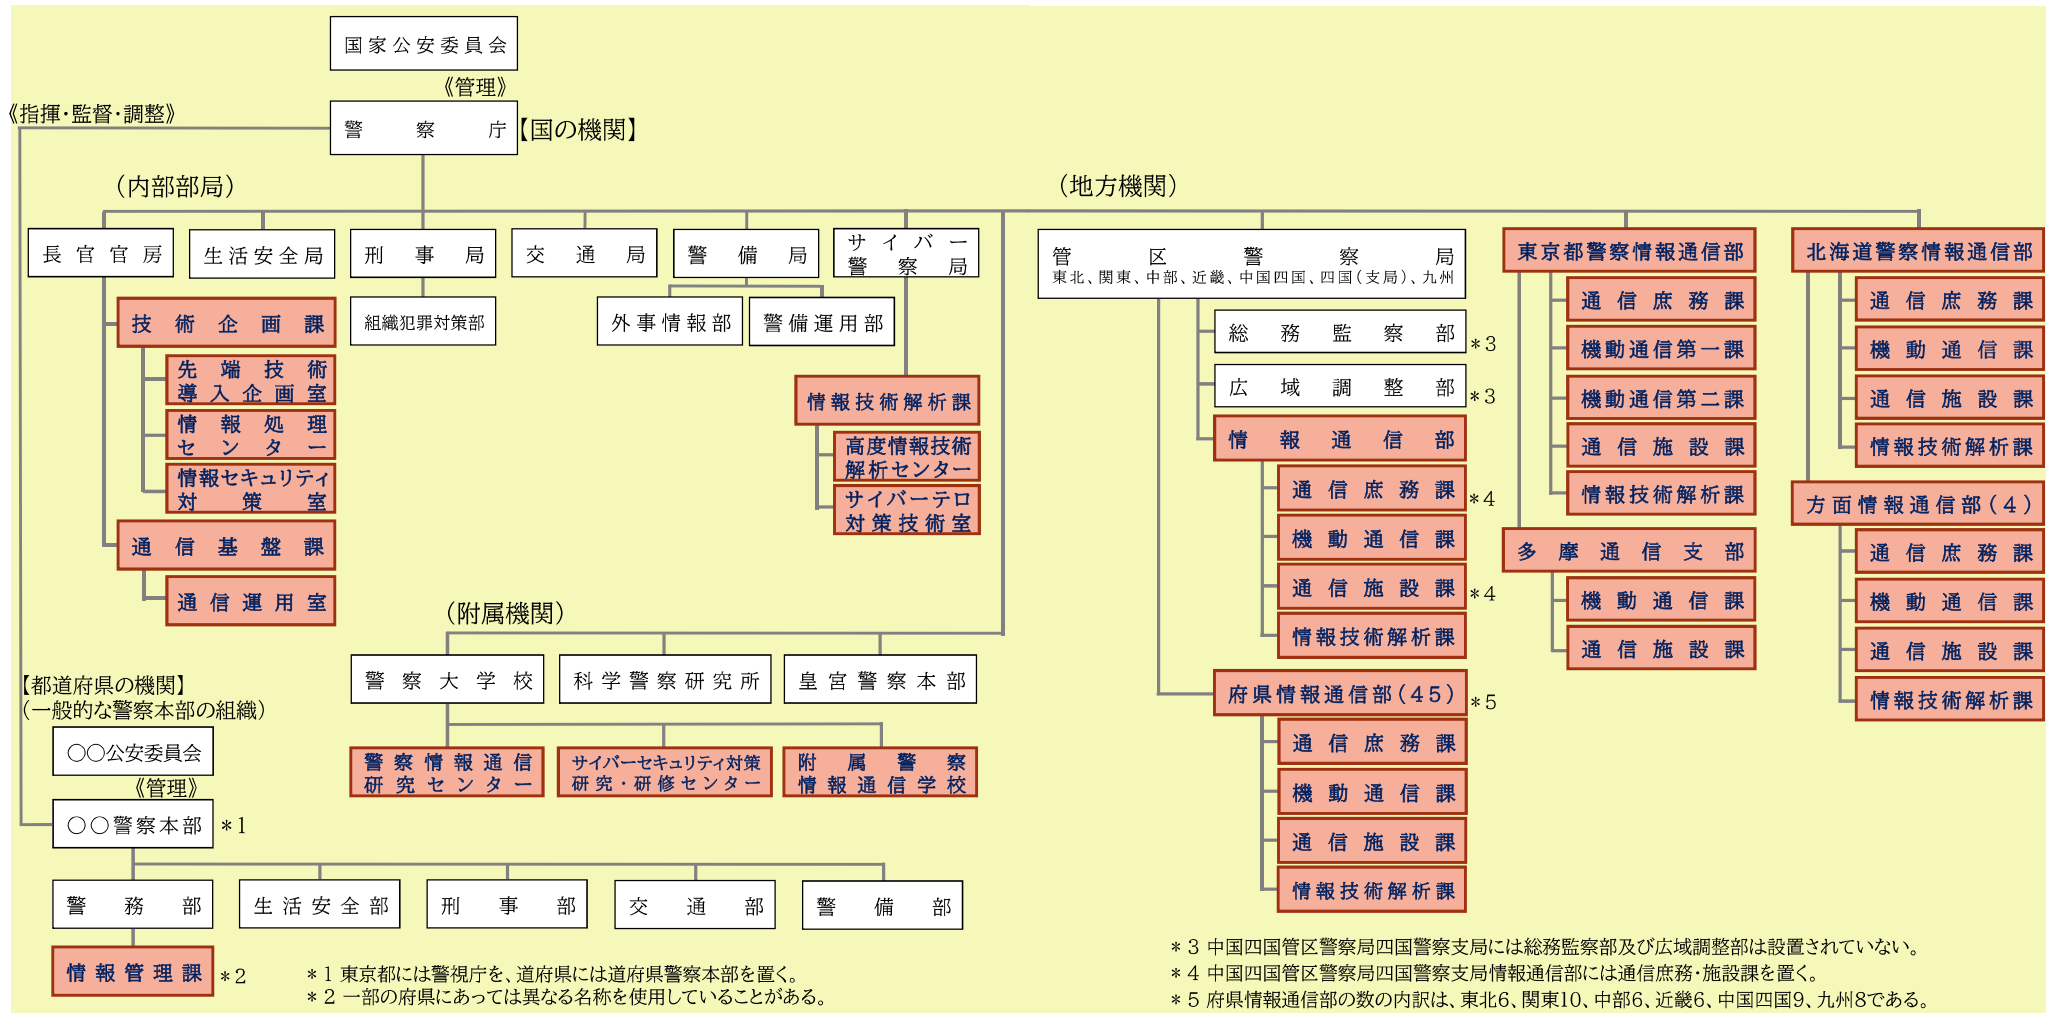 国家公安委員会
《管理》
《指揮・監督・調整》
警察庁【国の機関】
（内部部局）
（地方機関）
長官官房
技術企画課
先端技術
導入企画室
情報処理
センター
情報セキュリティ
対策室
通信基盤課
通信運用室
生活安全局
刑事局
組織犯罪対策部
交通局
警備局
外事情報部
警備運用部
サイバー
警察局
情報技術解析課
高度情報技術
解析センター
サイバーテロ
対策技術室
管区警察局
東北、関東、中部、近畿、中国四国、四国（支局）、九州
総務監察部 ＊3
広域調整部 ＊3
情報通信部
通信庶務課 ＊4
機動通信課
通信施設課 ＊4
情報技術解析課
府県情報通信部（45） ＊5
通信庶務課
機動通信課
通信施設課
情報技術解析課
東京都警察情報通信部
通信庶務課
機動通信第一課
機動通信第二課
通信施設課
情報技術解析課
多摩通信支部
機動通信課
通信施設課
北海道警察情報通信部
通信庶務課
機動通信課
通信施設課
情報技術解析課
方面情報通信部（4）
通信庶務課
機動通信課
通信施設課
情報技術解析課
（附属機関）
警察大学校
科学警察研究所
皇宮警察本部
警察情報通信
研究センター
サイバーセキュリティ対策
研究・研修センター
附属警察
情報通信学校
【都道府県の機関】
（一般的な警察本部の組織）
〇〇公安委員会
《管理》
〇〇警察本部 ＊1
警務部
生活安全部
刑事部
交通部
警備部
情報管理課 ＊2
＊1 東京都には警視庁を、道府県には道府県警察本部を置く。
＊2 一部の府県にあっては異なる名称を使用していることがある。
＊3 中国四国管区警察局四国警察支局には総務監察部及び広域調整部は設置されていない。
＊4 中国四国管区警察局四国警察支局情報通信部には通信庶務・施設課を置く。
＊5 府県情報通信部の数の内訳は、東北6、関東10、中部6、近畿6、中国四国9、九州8である。